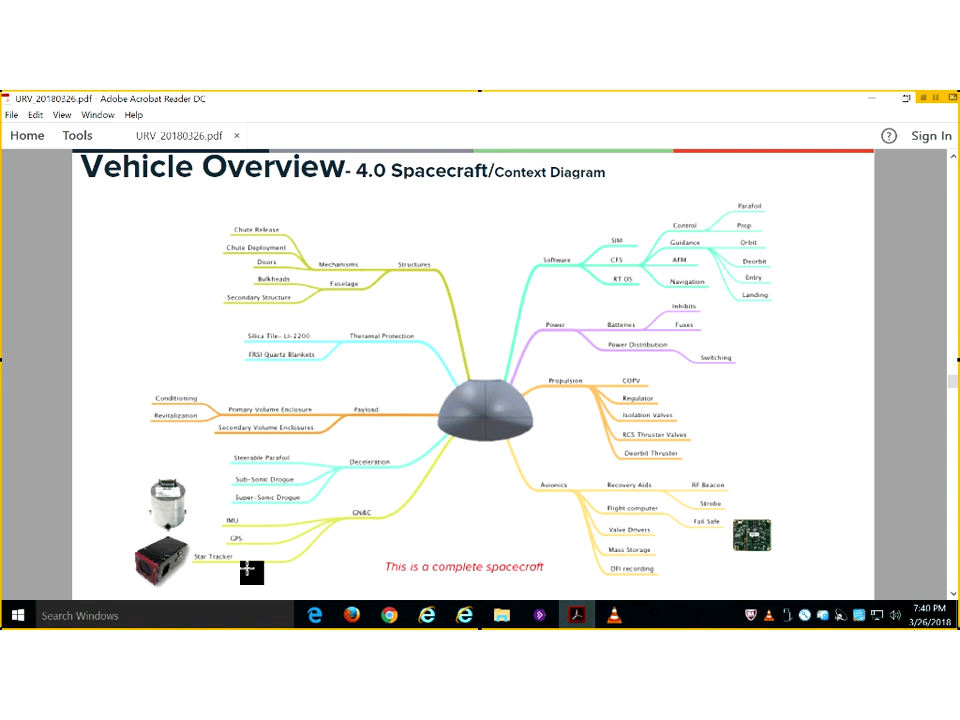 URV_20180326.pdf - Adobe Acrobat Reader DC
File Edit View Window Help
Home Tools URV_20180326.pdf × ? Sign In
Vehicle Overview- 4.0 Spacecraft/Context Diagram
Chute Release
Chute Deployment
Doors
Bulkheads
Secondary Structure
Mechanisms
Fuselage
Structures
Silica Tile- LI-2200
FRSI Quartz Blankets
Theramal Protection
Conditioning
Revitalization
Primary Volume Enclosure
Secondary Volume Enclosures
Payload
Steerable Parafoil
Sub-Sonic Drogue
Super-Sonic Drogue
Deceleration
IMU
GPS
Star Tracker
GN&C
Software
SIM
CFS
RT OS
Control
Guidance
AFM
Navigation
Parafoil
Prop
Orbit
Deorbit
Entry
Landing
Power
Batteries
Inhibits
Fuses
Power Distribution
Switching
Propulsion
COPV
Regulator
Isolation Valves
RCS Thruster Valves
Deorbit Thruster
Avionics
Recovery Aids
RF Beacon
Strobe
Flight computer
Fail Safe
Valve Drivers
Mass Storage
DFI recording
This is a complete spacecraft
Search Windows
7:40 PM
3/26/2018